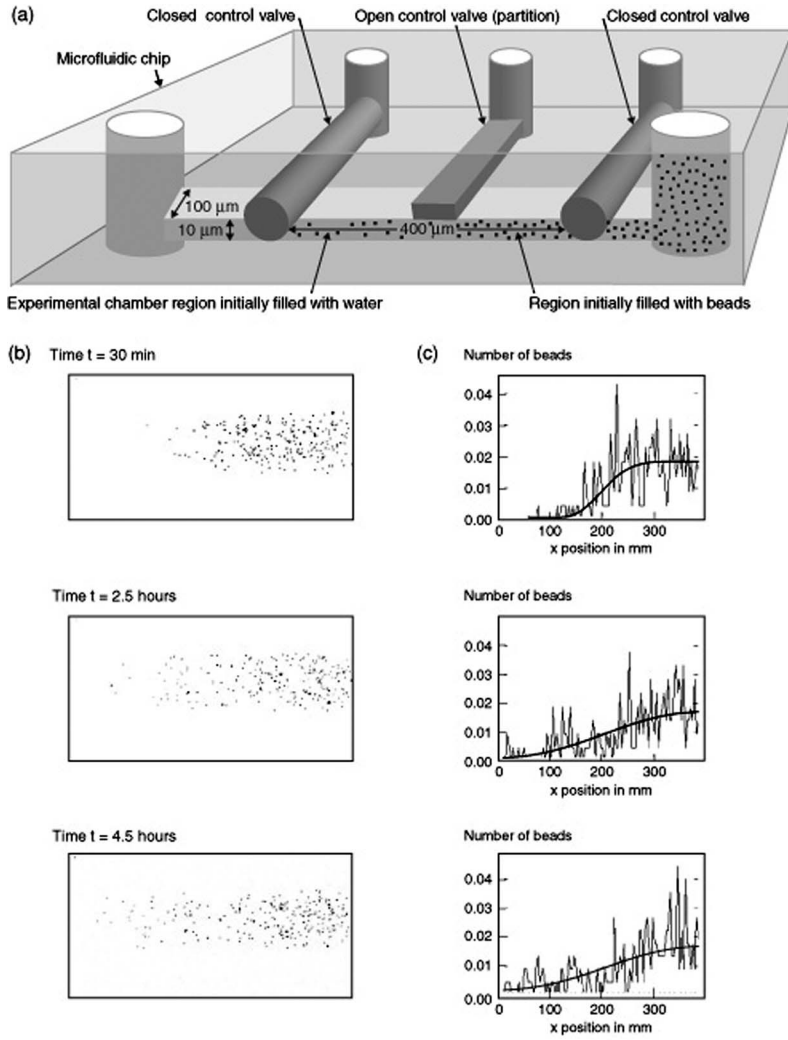 (a)
Closed control valve
Open control valve (partition)
Closed control valve
Microfluidic chip
100 μm
10 μm
400 μm
Experimental chamber region initially filled with water
Region initially filled with beads
(b)
Time t = 30 min
(c)
Number of beads
0.04
0.03
0.02
0.01
0.00
0 100 200 300
x position in mm
Time t = 2.5 hours
Number of beads
0.04
0.03
0.02
0.01
0.00
0 100 200 300
x position in mm
Time t = 4.5 hours
Number of beads
0.04
0.03
0.02
0.01
0.00
0 100 200 300
x position in mm